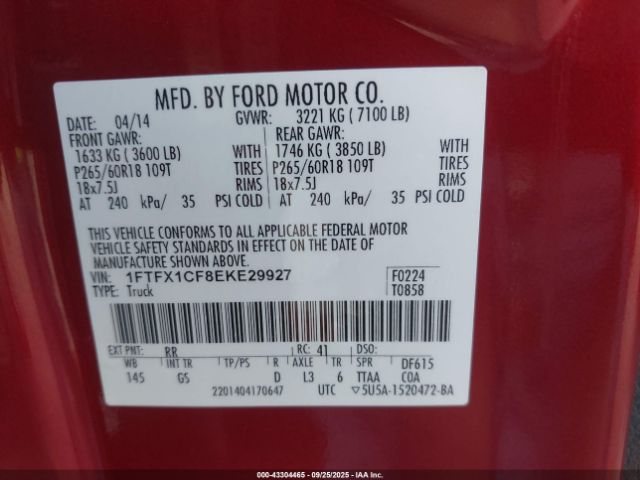 MFD. BY FORD MOTOR CO.
DATE: 04/14 GVWR: 3221 KG ( 7100 LB)
FRONT GAWR: REAR GAWR:
1633 KG ( 3600 LB) WITH 1746 KG ( 3850 LB) WITH
P265/60R18 109T TIRES P265/60R18 109T TIRES
18x7.5J RIMS 18x7.5J RIMS
AT 240 kPa/ 35 PSI COLD AT 240 kPa/ 35 PSI COLD
THIS VEHICLE CONFORMS TO ALL APPLICABLE FEDERAL MOTOR
VEHICLE SAFETY STANDARDS IN EFFECT ON THE DATE OF
MANUFACTURE SHOWN ABOVE.
VIN: 1FTFX1CF8EKE29927 F0224
TYPE: Truck T0858
EXT PNT: RR RC: 41 DSO:
WB INT TR TP/PS R AXLE TR SPR DF615
145 GS D L3 6 TTAA COA
2201404170647 UTC ▽5U5A-1520472-BA
000-43304465 - 09/25/2025 - IAA Inc.